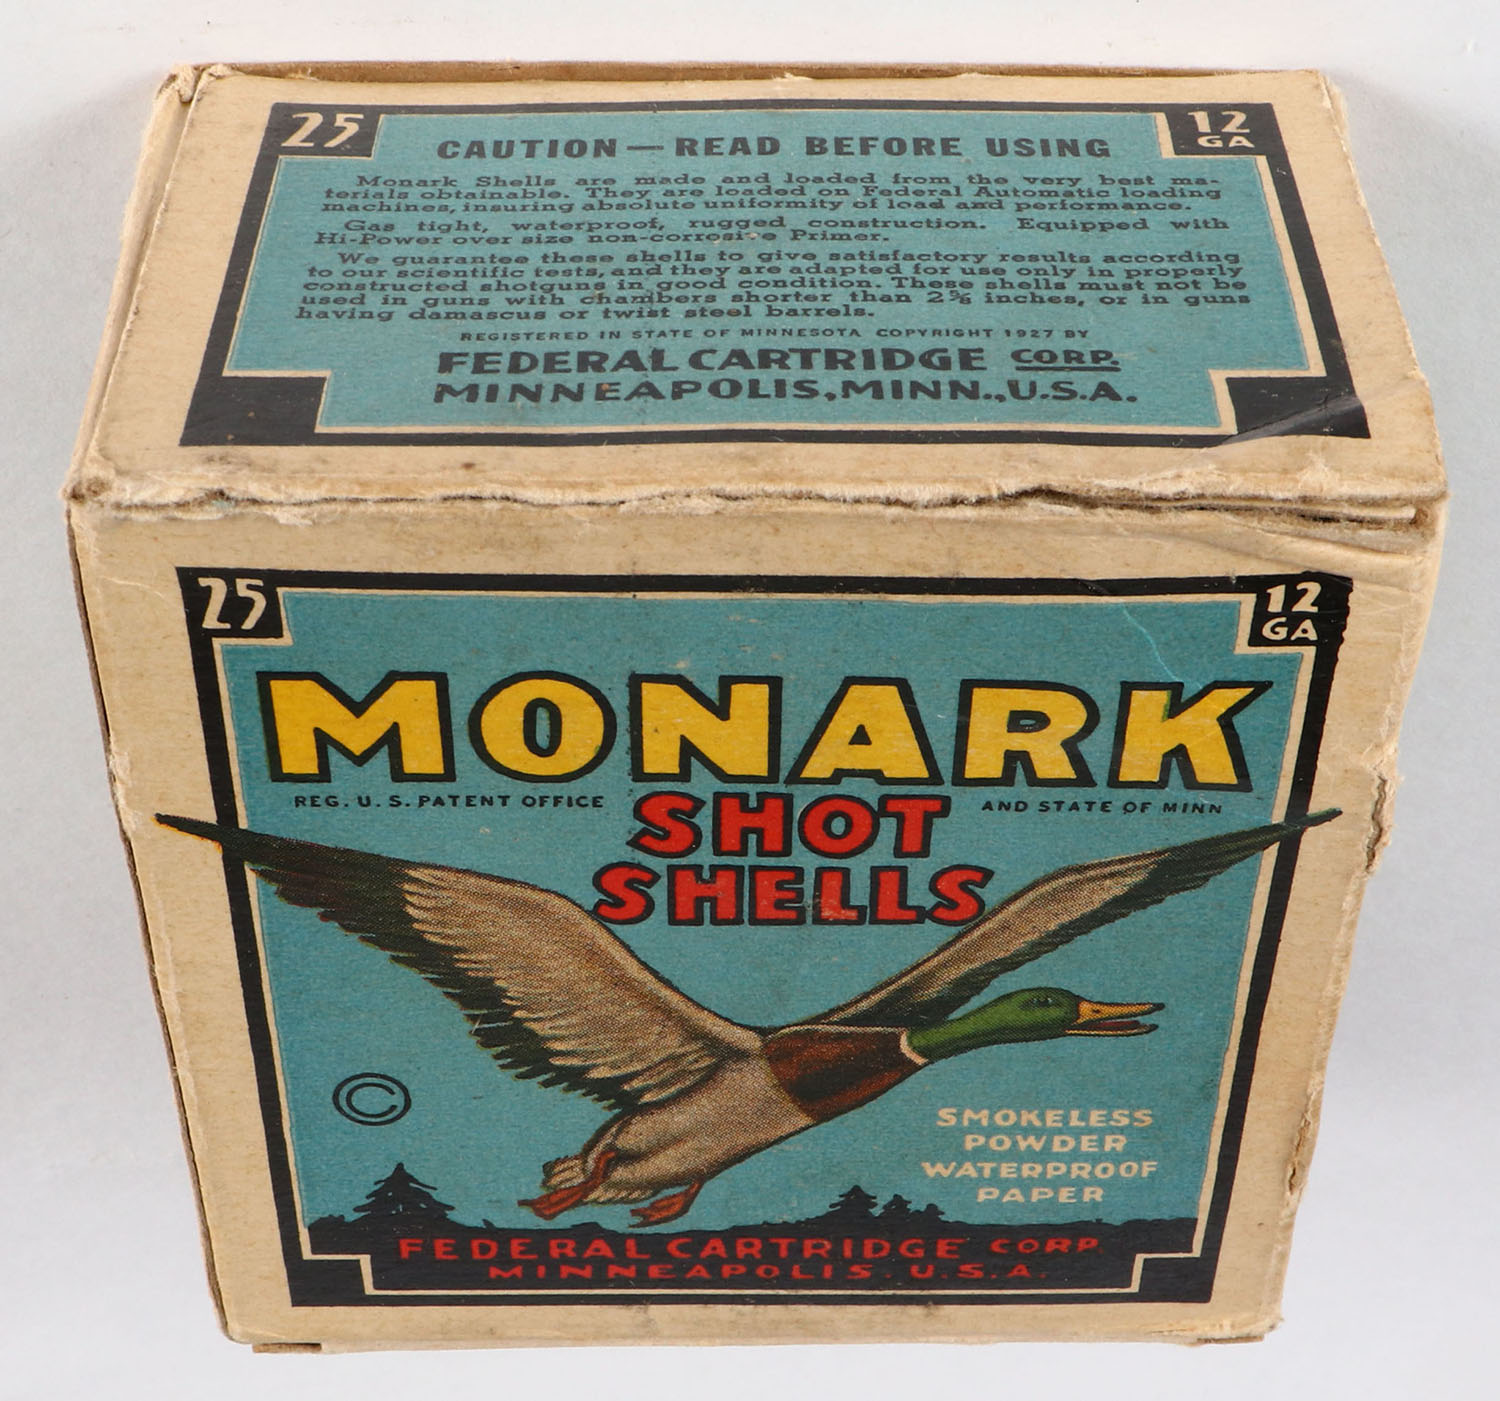 25
12
GA
CAUTION — READ BEFORE USING
Monark Shells are made and loaded from the very best ma-
terials obtainable. They are loaded on Federal Automatic loading
machines, insuring absolute uniformity of load and performance.
Gas tight, waterproof, rugged construction. Equipped with
Hi-Power over size non-corrosive Primer.
We guarantee these shells to give satisfactory results according
to our scientific tests, and they are adapted for use only in properly
constructed shotguns in good condition. These shells must not be
used in guns with chambers shorter than 2⅝ inches, or in guns
having damascus or twist steel barrels.
REGISTERED IN STATE OF MINNESOTA COPYRIGHT 1927 BY
FEDERAL CARTRIDGE CORP.
MINNEAPOLIS, MINN., U.S.A.
25
12
GA
MONARK
REG. U. S. PATENT OFFICE
AND STATE OF MINN
SHOT
SHELLS
©
SMOKELESS
POWDER
WATERPROOF
PAPER
FEDERAL CARTRIDGE CORP.
MINNEAPOLIS. U.S.A.